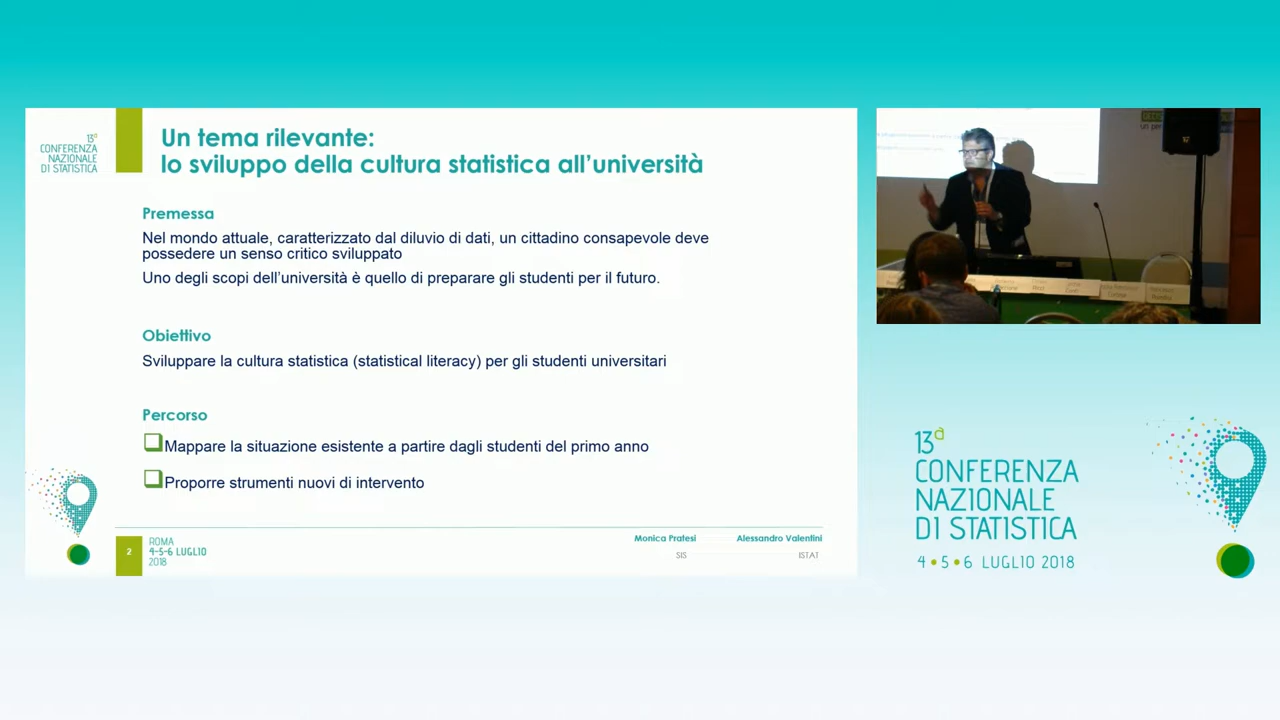 13a
CONFERENZA
NAZIONALE
DI STATISTICA
Un tema rilevante:
lo sviluppo della cultura statistica all'università
Premessa
Nel mondo attuale, caratterizzato dal diluvio di dati, un cittadino consapevole deve
possedere un senso critico sviluppato
Uno degli scopi dell'università è quello di preparare gli studenti per il futuro.
Obiettivo
Sviluppare la cultura statistica (statistical literacy) per gli studenti universitari
Percorso
Mappare la situazione esistente a partire dagli studenti del primo anno
Proporre strumenti nuovi di intervento
2
ROMA
4-5-6 LUGLIO
2018
Monica Pratesi
SIS
Alessandro Valentini
ISTAT
13a
CONFERENZA
NAZIONALE
DI STATISTICA
4 • 5 • 6 LUGLIO 2018